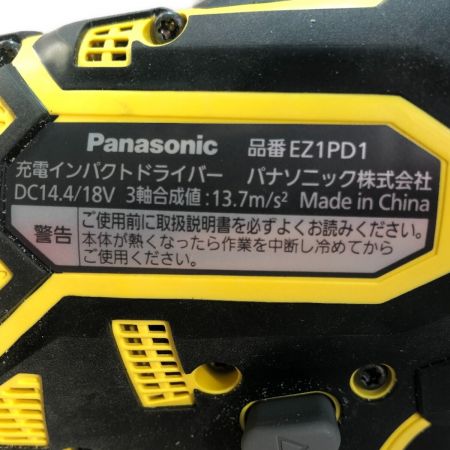 Panasonic 品番 EZ1PD1
充電インパクトドライバー パナソニック株式会社
DC14.4/18V 3軸合成値:13.7m/s² Made in China
警告 ご使用前に取扱説明書を必ずよくお読みください。
本体が熱くなったら作業を中断し冷めてから
ご使用ください。